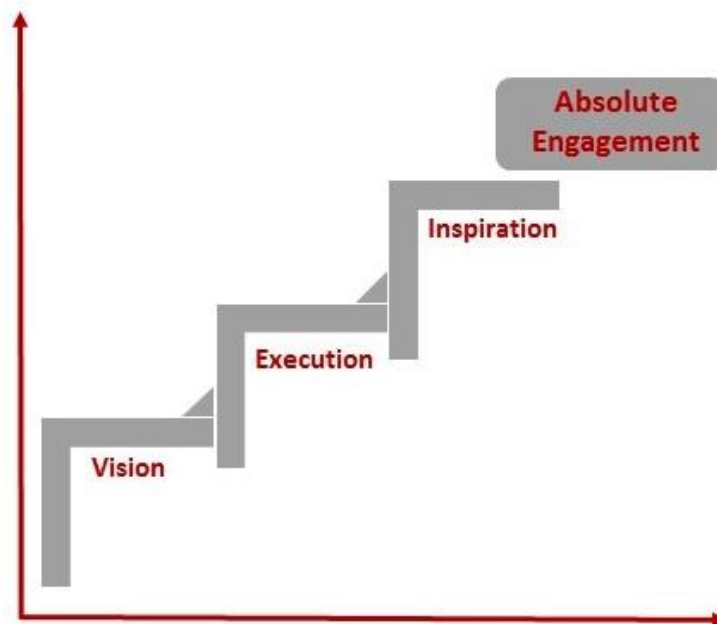 Absolute
Engagement
Inspiration
Execution
Vision